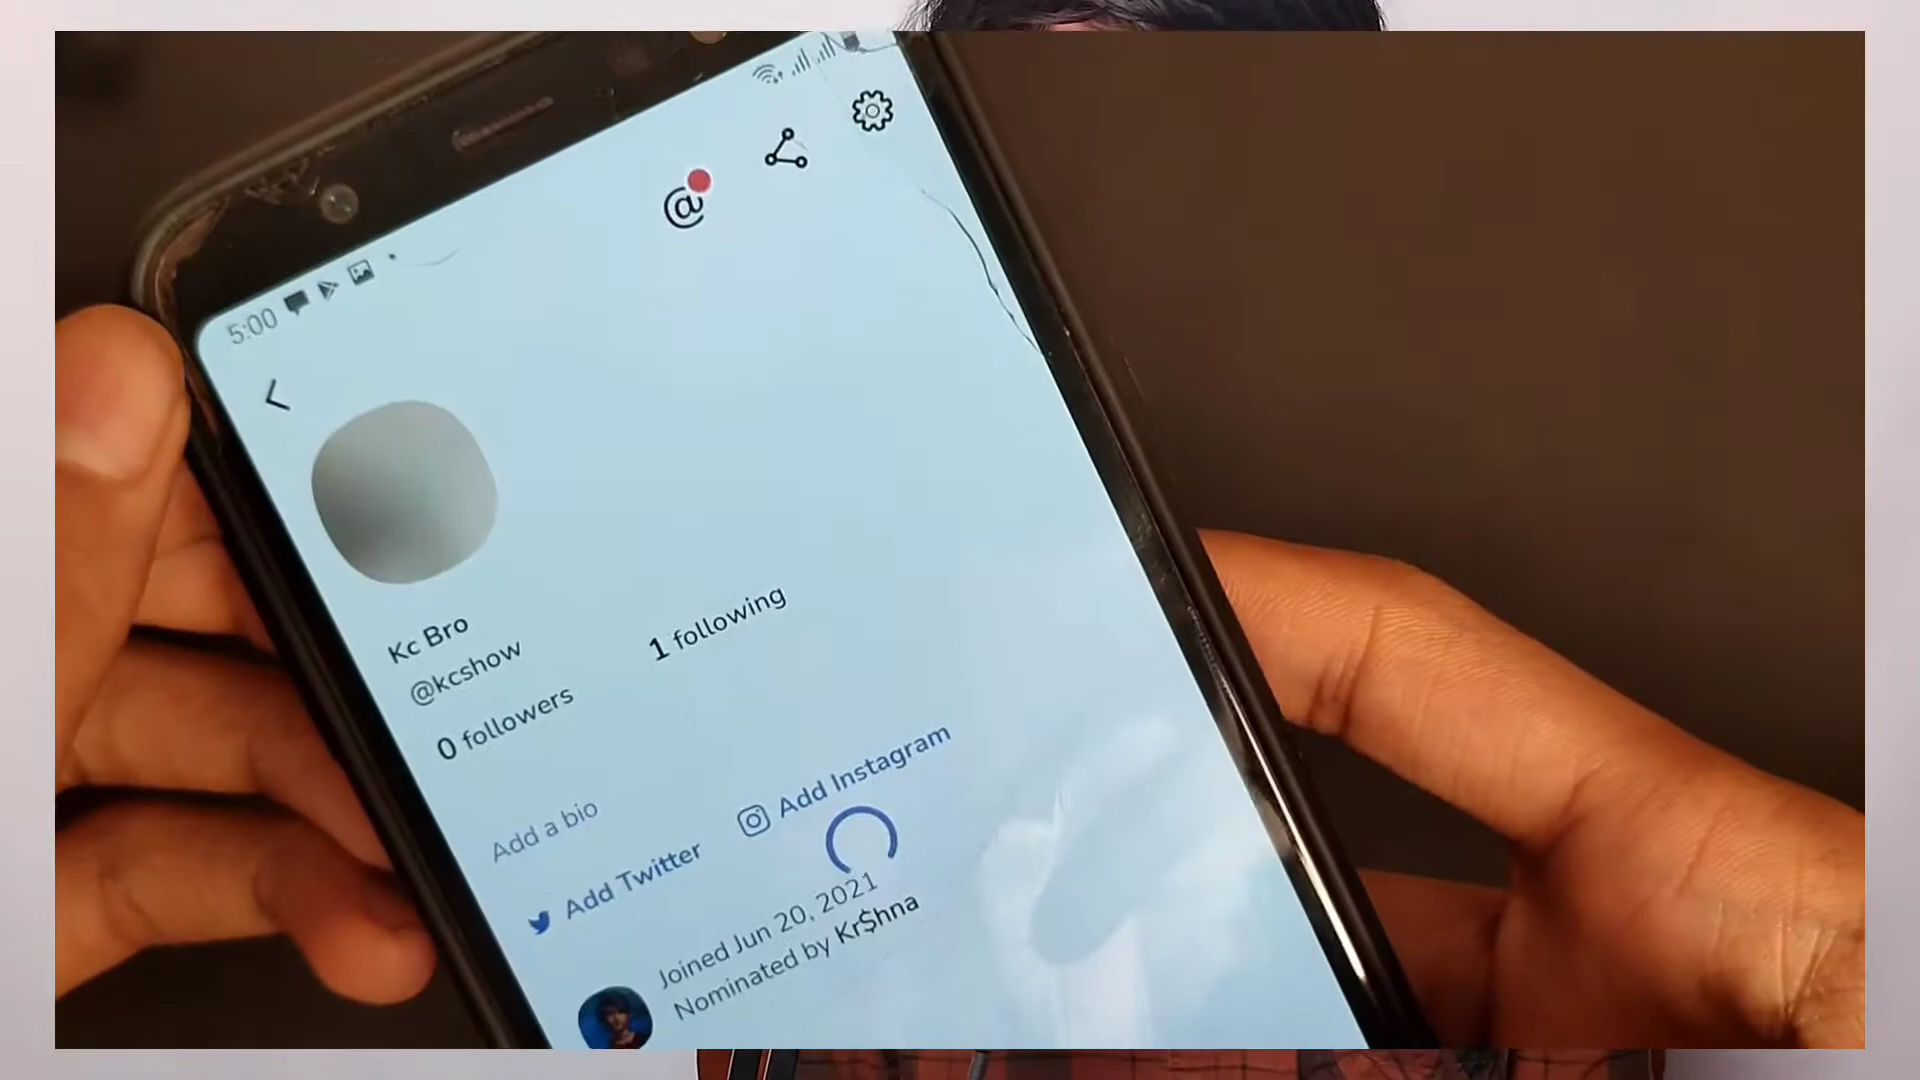 5:00
@
Kc Bro
@kcshow
0 followers
1 following
Add a bio
Add Twitter
Add Instagram
Joined Jun 20, 2021
Nominated by Kr$hna